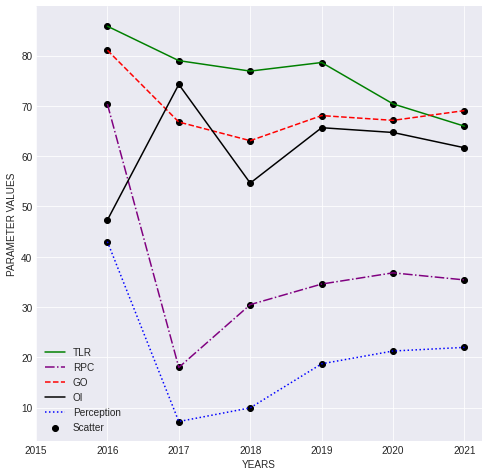 PARAMETER VALUES
80
70
60
50
40
30
20
10
TLR
RPC
GO
OI
Perception
Scatter
2015 2016 2017 2018 2019 2020 2021
YEARS